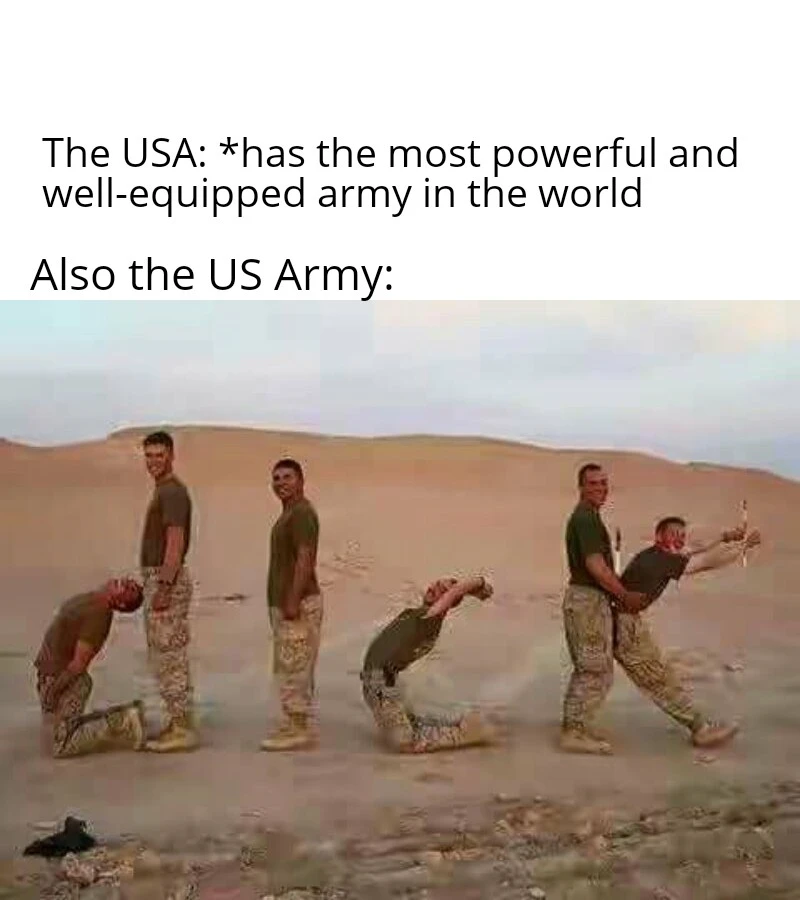 The USA: *has the most powerful and
well-equipped army in the world
Also the US Army: